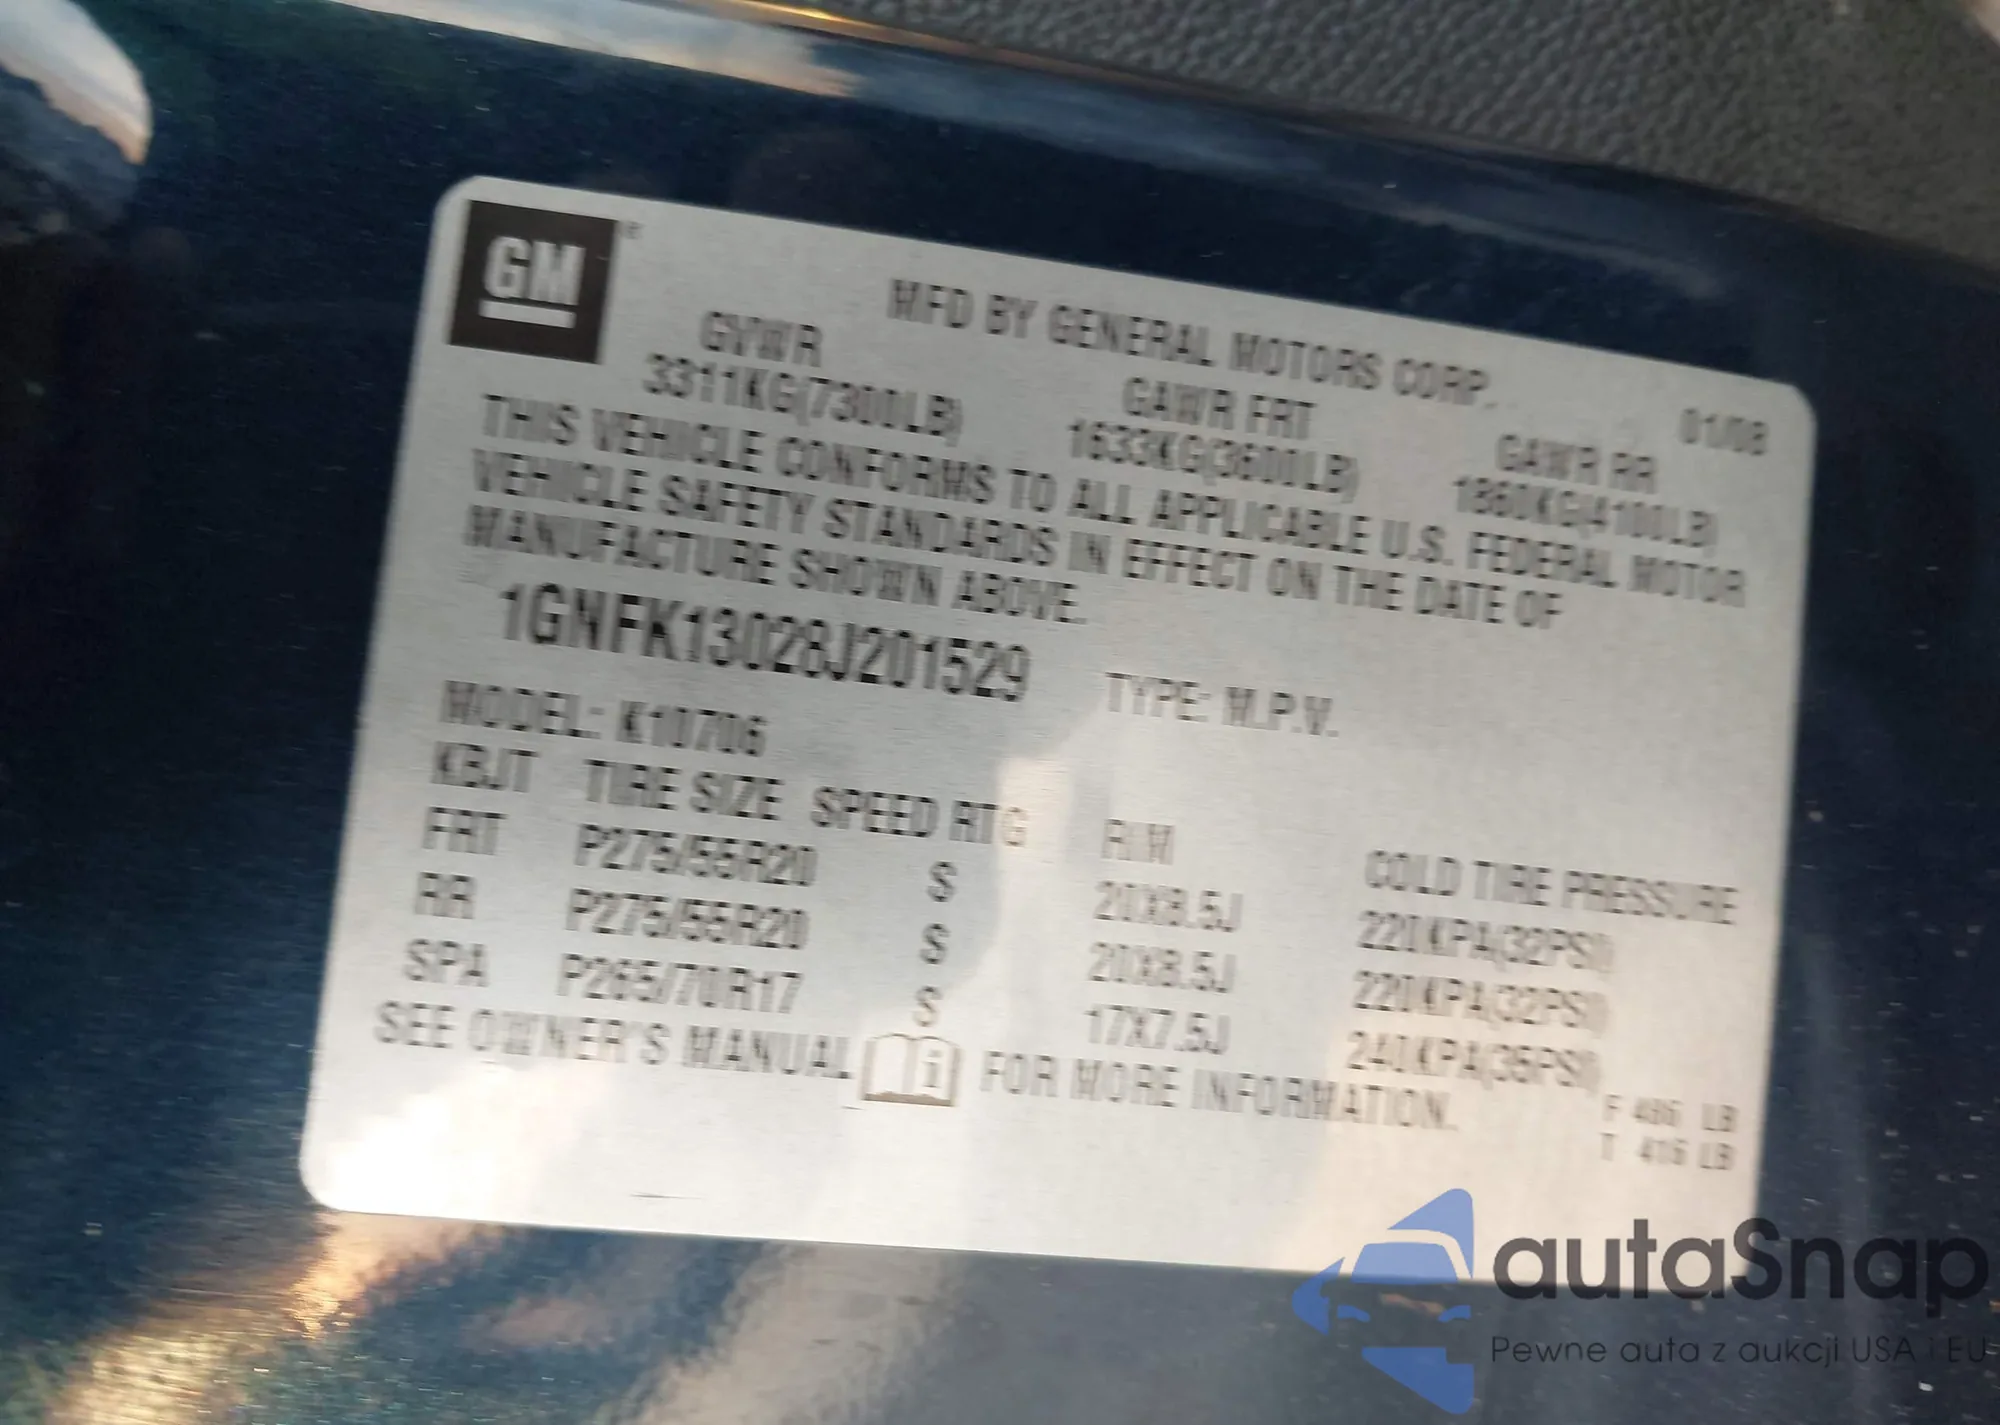 GM
MFD BY GENERAL MOTORS CORP.
01/08
GVWR GAWR FRT GAWR RR
3311KG(7300LB) 1633KG(3600LB) 1860KG(4100LB)
THIS VEHICLE CONFORMS TO ALL APPLICABLE U.S. FEDERAL MOTOR
VEHICLE SAFETY STANDARDS IN EFFECT ON THE DATE OF
MANUFACTURE SHOWN ABOVE.
1GNFK13028J201529 TYPE: M.P.V.
MODEL: K10706
KBJT TIRE SIZE SPEED RTG RIM COLD TIRE PRESSURE
FRT P275/55R20 S 20X8.5J 220KPA(32PSI)
RR P275/55R20 S 20X8.5J 220KPA(32PSI)
SPA P265/70R17 S 17X7.5J 240KPA(35PSI)
SEE OWNER'S MANUAL i FOR MORE INFORMATION.
F 486 LB
T 416 LB
autaSnap
Pewne auta z aukcji USA i EU